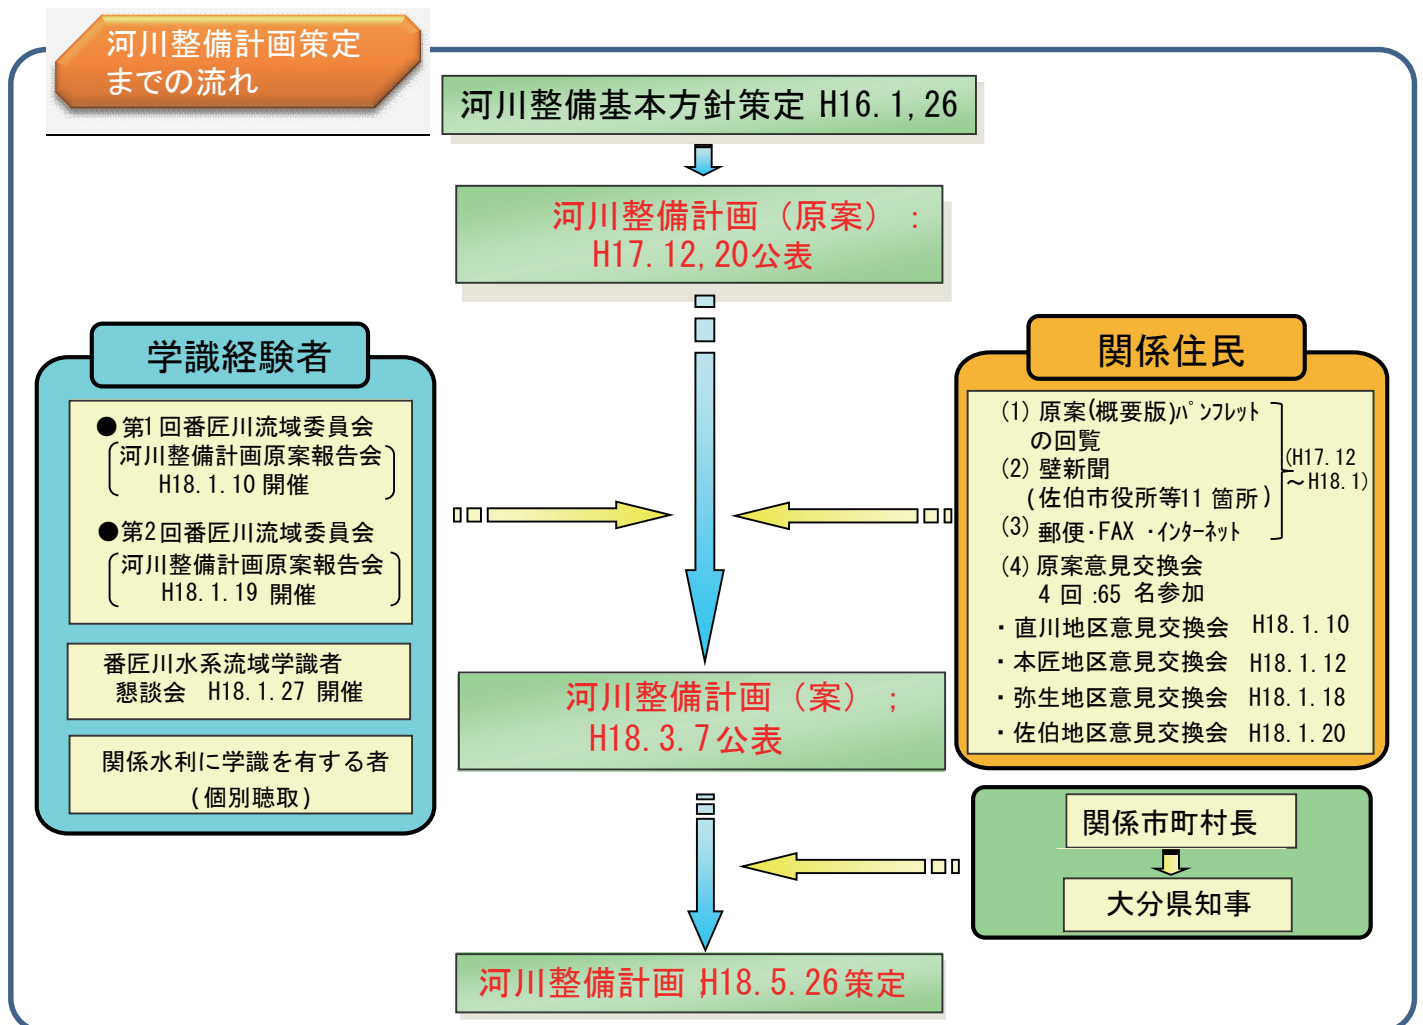 河川整備計画策定
までの流れ
河川整備基本方針策定 H16.1,26
河川整備計画（原案）：
H17.12,20公表
学識経験者
●第1回番匠川流域委員会
河川整備計画原案報告会
H18.1.10 開催
●第2回番匠川流域委員会
河川整備計画原案報告会
H18.1.19 開催
番匠川水系流域学識者
懇談会 H18.1.27 開催
関係水利に学識を有する者
(個別聴取)
関係住民
(1) 原案(概要版)ﾊﾟﾝﾌﾚｯﾄ
の回覧
(2) 壁新聞
(佐伯市役所等11 箇所)
(3) 郵便・FAX ・ｲﾝﾀｰﾈｯﾄ
(H17.12
～H18.1)
(4) 原案意見交換会
4 回 :65 名参加
・直川地区意見交換会 H18.1.10
・本匠地区意見交換会 H18.1.12
・弥生地区意見交換会 H18.1.18
・佐伯地区意見交換会 H18.1.20
河川整備計画（案）；
H18.3.7公表
関係市町村長
大分県知事
河川整備計画;H18.5.26策定